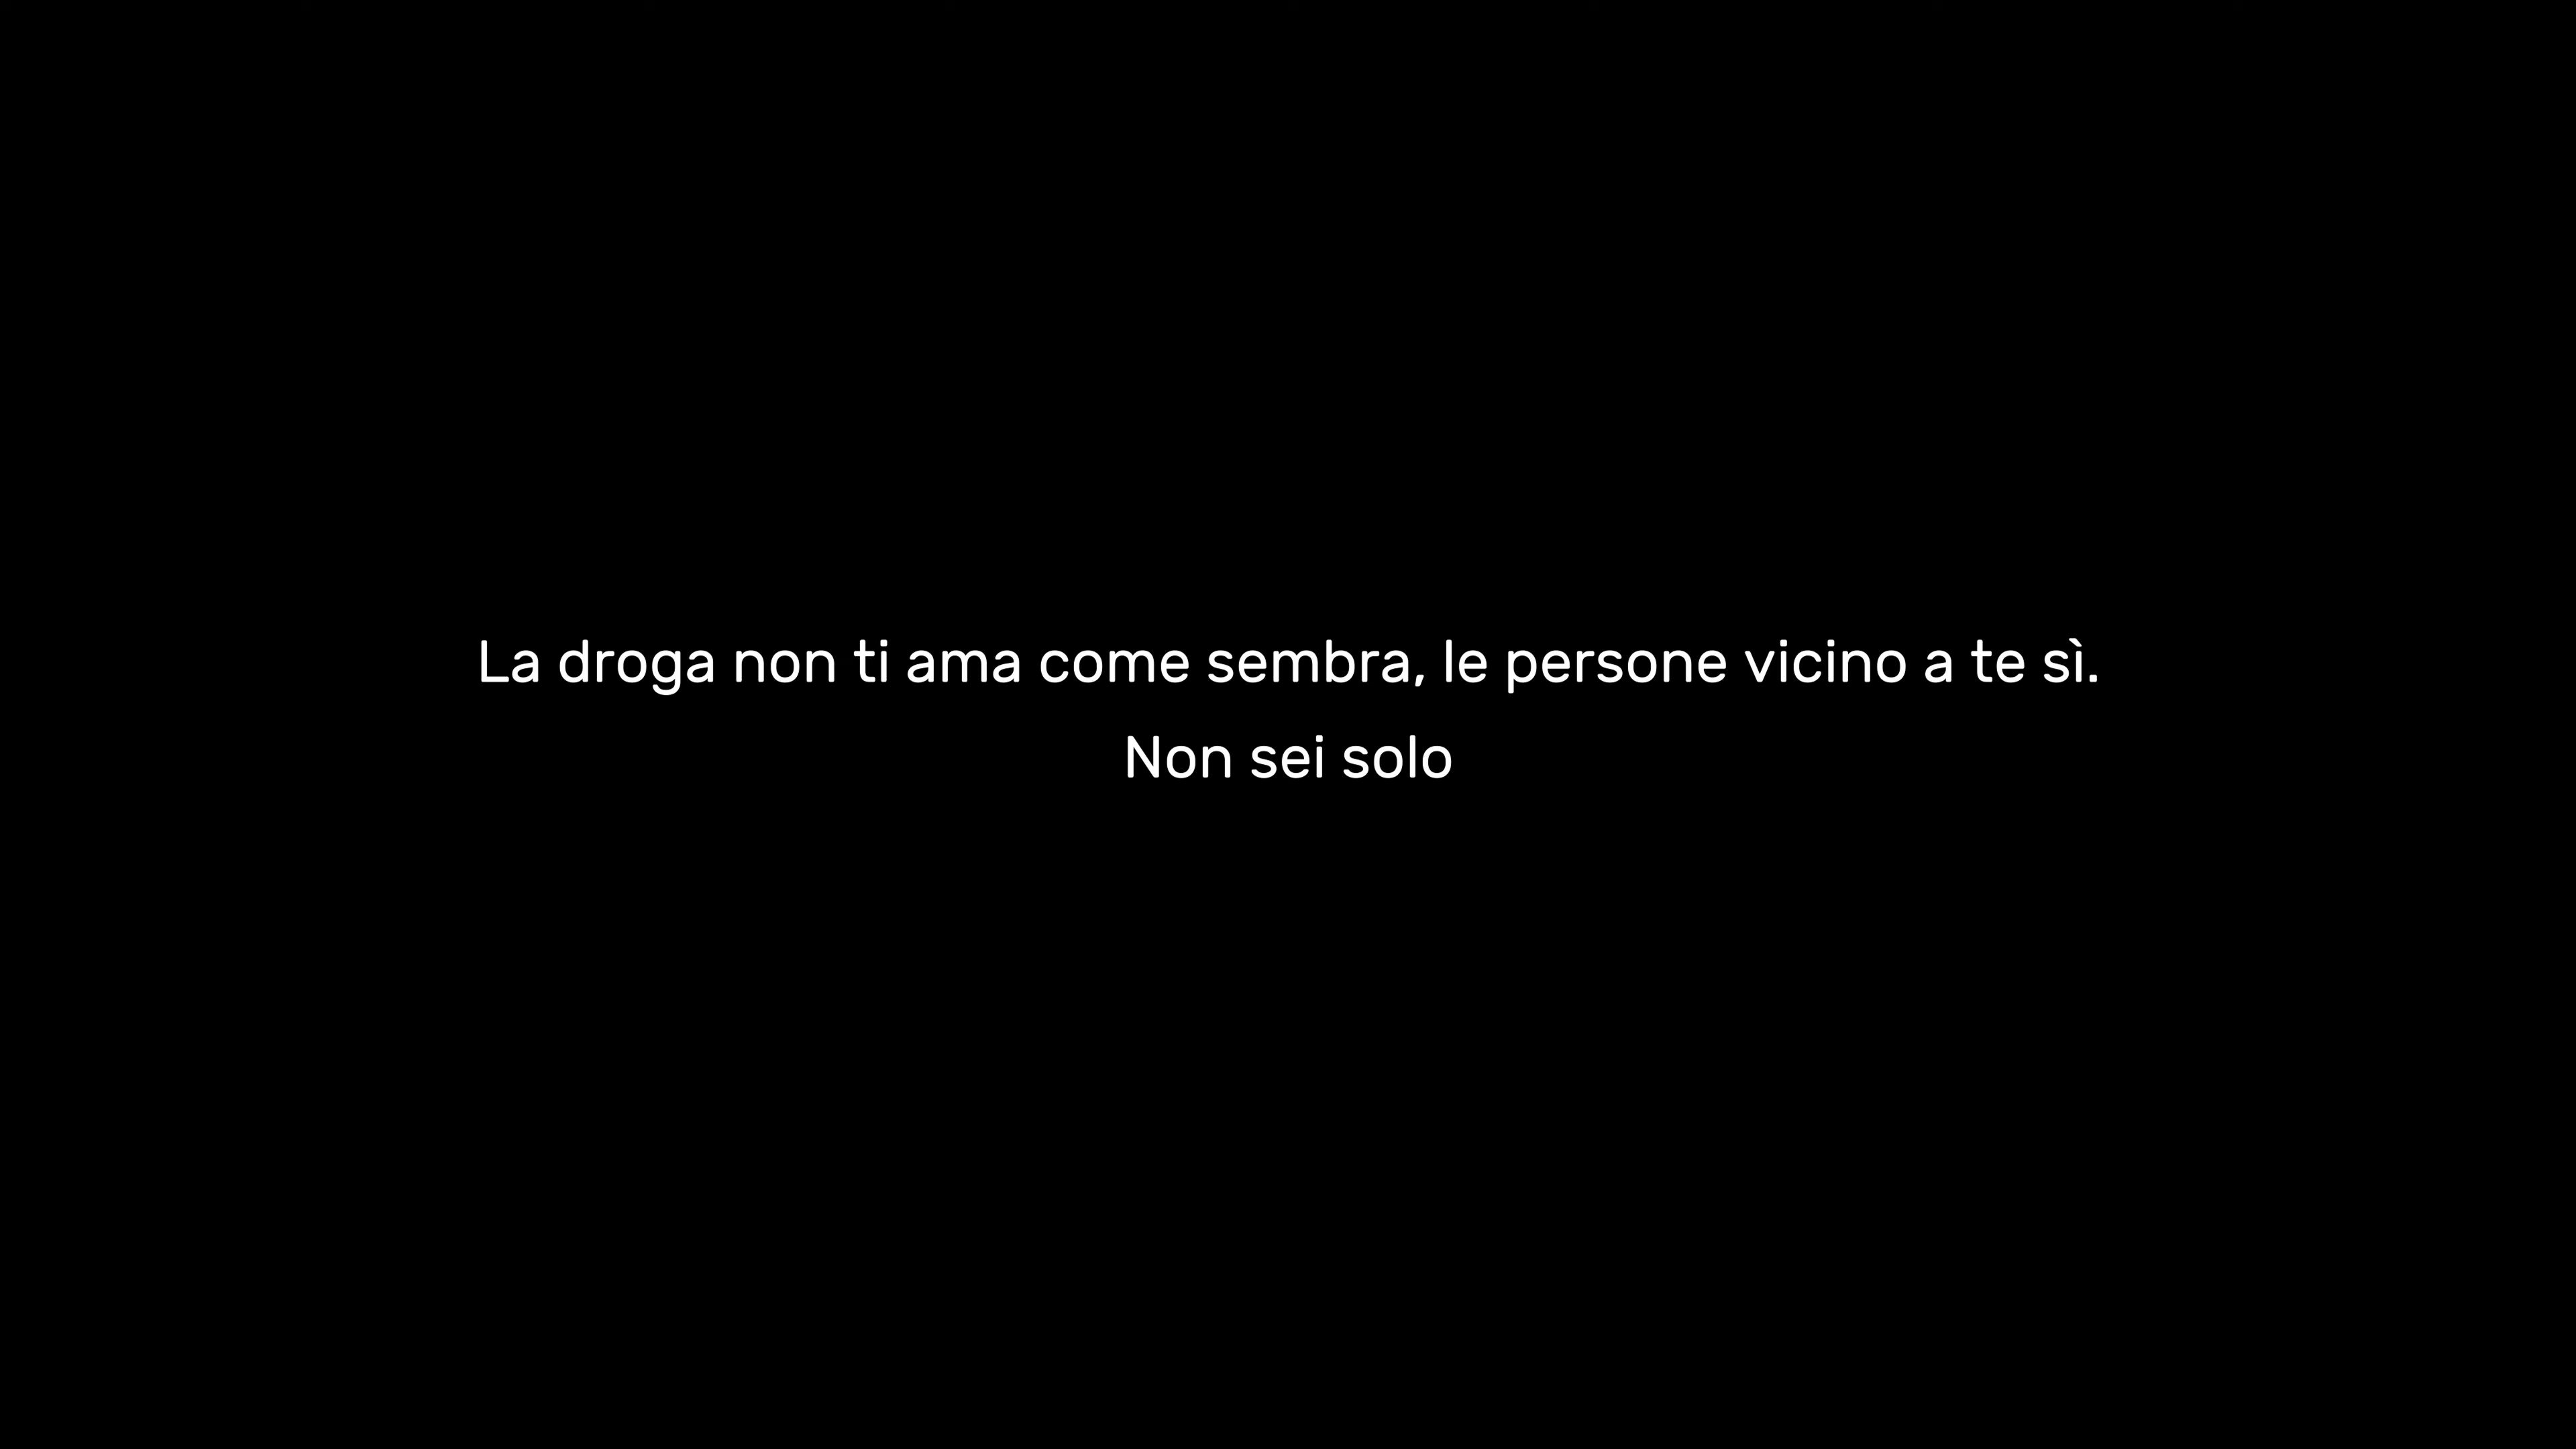 La droga non ti ama come sembra, le persone vicino a te sì.
Non sei solo